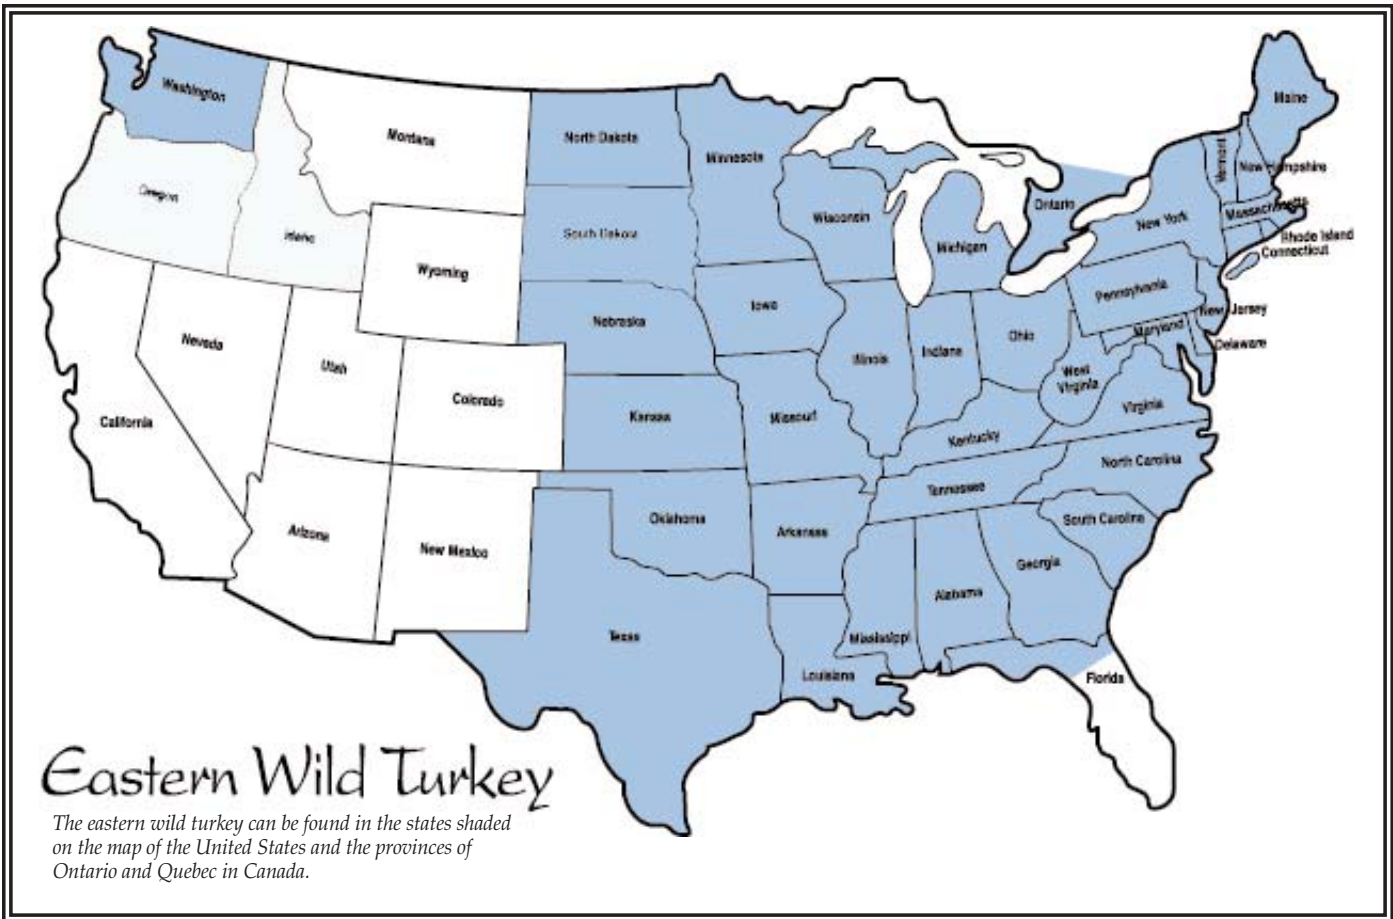 Washington
Maine
Montana
North Dakota
Minnesota
Vermont
New Hampshire
Oregon
Ontario
Massachusetts
Wisconsin
New York
Idaho
South Dakota
Michigan
Rhode Island
Connecticut
Wyoming
Pennsylvania
Iowa
New Jersey
Nebraska
Maryland
Ohio
Nevada
Delaware
Indiana
Illinois
Utah
West
Virginia
Colorado
Virginia
Kansas
Missouri
California
Kentucky
North Carolina
Tennessee
Oklahoma
South Carolina
Arizona
Arkansas
New Mexico
Georgia
Alabama
Texas
Mississippi
Louisiana
Florida
Eastern Wild Turkey
The eastern wild turkey can be found in the states shaded
on the map of the United States and the provinces of
Ontario and Quebec in Canada.